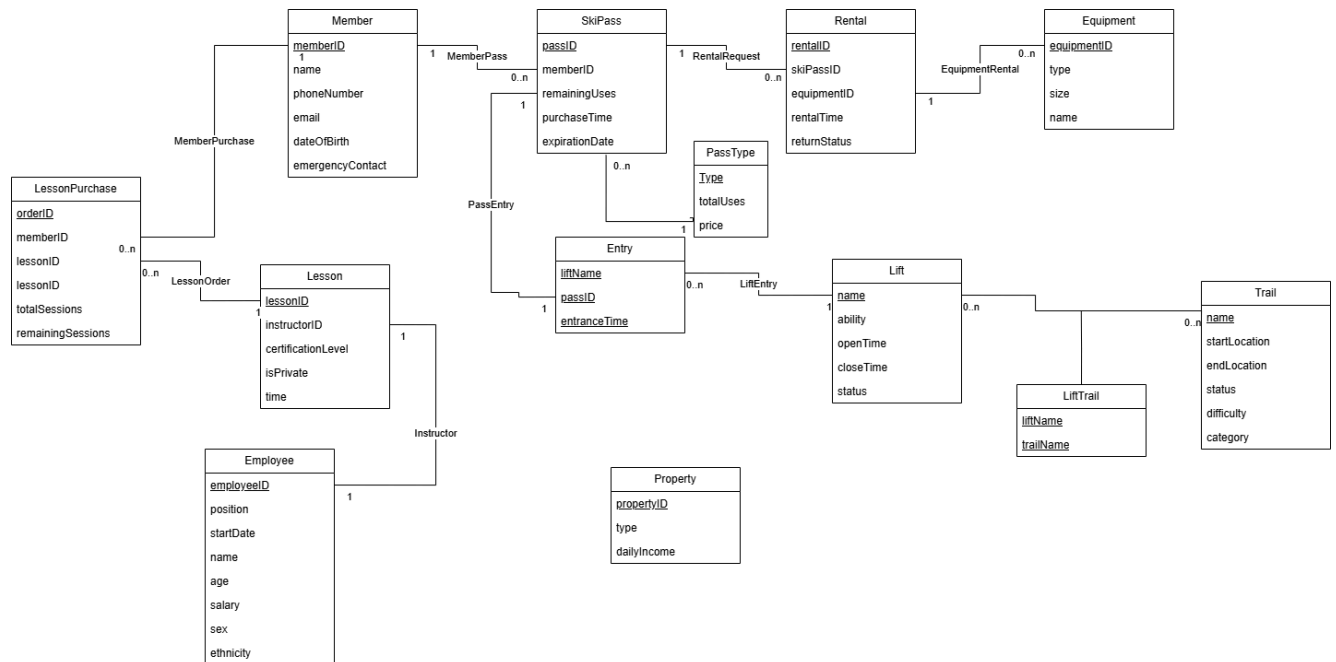 Member
memberID
1
name
phoneNumber
email
dateOfBirth
emergencyContact
1
MemberPass
0..n
SkiPass
passID
memberID
remainingUses
purchaseTime
expirationDate
1
RentalRequest
0..n
Rental
rentalID
skiPassID
equipmentID
rentalTime
returnStatus
1
EquipmentRental
0..n
Equipment
equipmentID
type
size
name
MemberPurchase
LessonPurchase
orderID
memberID
lessonID
lessonID
totalSessions
remainingSessions
0..n
0..n
LessonOrder
1
Lesson
lessonID
instructorID
certificationLevel
isPrivate
time
1
Instructor
1
Employee
employeeID
position
startDate
name
age
salary
sex
ethnicity
1
PassEntry
1
0..n
1
PassType
Type
totalUses
price
Entry
liftName
passID
entranceTime
0..n
LiftEntry
1
Lift
name
ability
openTime
closeTime
status
0..n
0..n
Trail
name
startLocation
endLocation
status
difficulty
category
LiftTrail
liftName
trailName
Property
propertyID
type
dailyIncome